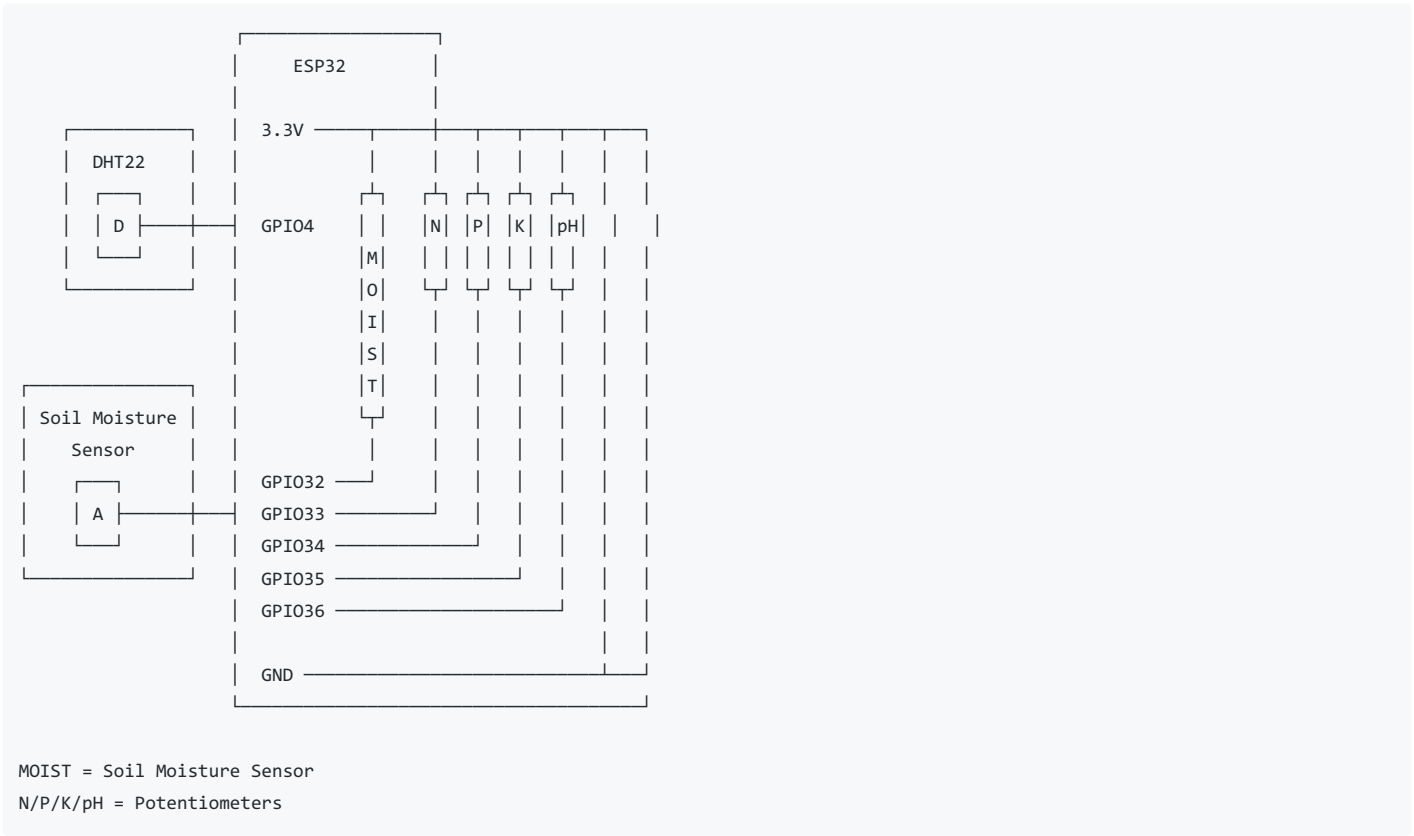 ESP32
3.3V
DHT22
D GPIO4 N P K pH
M
O
I
S
T
Soil Moisture
Sensor
GPIO32
A GPIO33
GPIO34
GPIO35
GPIO36
GND
MOIST = Soil Moisture Sensor
N/P/K/pH = Potentiometers